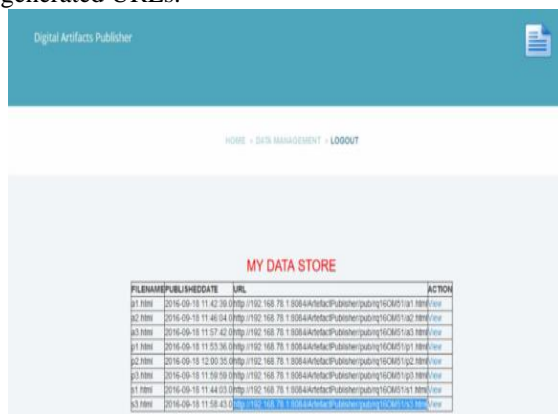 generated URLs.
Digital Artifacts Publisher
HOME » DATA MANAGEMENT » LOGOUT
MY DATA STORE
FILENAME PUBLISHEDDATE URL ACTION
a1.html 2016-09-18 11:42:39.0 http://192.168.78.1:8084/ArtefactPublisher/pub/rq16OM51/a1.html View
a2.html 2016-09-18 11:46:04.0 http://192.168.78.1:8084/ArtefactPublisher/pub/rq16OM51/a2.html View
a3.html 2016-09-18 11:57:42.0 http://192.168.78.1:8084/ArtefactPublisher/pub/rq16OM51/a3.html View
p1.html 2016-09-18 11:53:36.0 http://192.168.78.1:8084/ArtefactPublisher/pub/rq16OM51/p1.html View
p2.html 2016-09-18 12:00:35.0 http://192.168.78.1:8084/ArtefactPublisher/pub/rq16OM51/p2.html View
p3.html 2016-09-18 11:59:59.0 http://192.168.78.1:8084/ArtefactPublisher/pub/rq16OM51/p3.html View
s1.html 2016-09-18 11:44:03.0 http://192.168.78.1:8084/ArtefactPublisher/pub/rq16OM51/s1.html View
s3.html 2016-09-18 11:58:43.0 http://192.168.78.1:8084/ArtefactPublisher/pub/rq16OM51/s3.html View